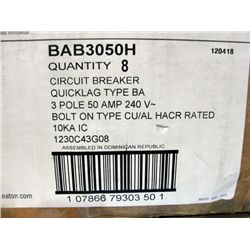 BAB3050H
120418
QUANTITY 8
CIRCUIT BREAKER
QUICKLAG TYPE BA
3 POLE 50 AMP 240 V~
BOLT ON TYPE CU/AL HACR RATED
10KA IC
1230C43G08
ASSEMBLED IN DOMINICAN REPUBLIC
1 07866 79303 50 1
.eaton.com